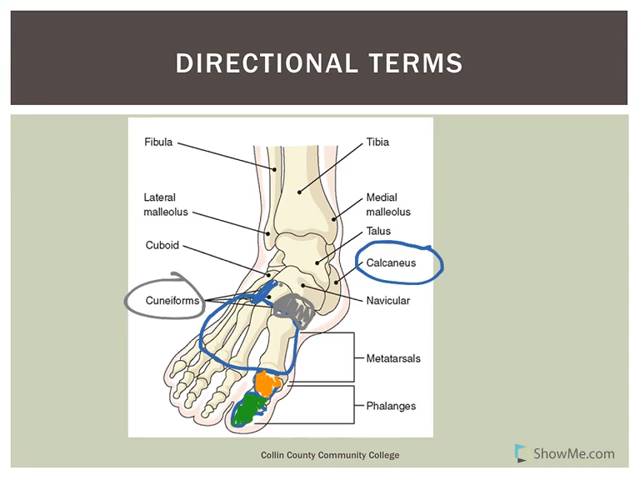 DIRECTIONAL TERMS
Fibula
Tibia
Lateral
malleolus
Medial
malleolus
Talus
Cuboid
Calcaneus
Cuneiforms
Navicular
Metatarsals
Phalanges
Collin County Community College
ShowMe.com